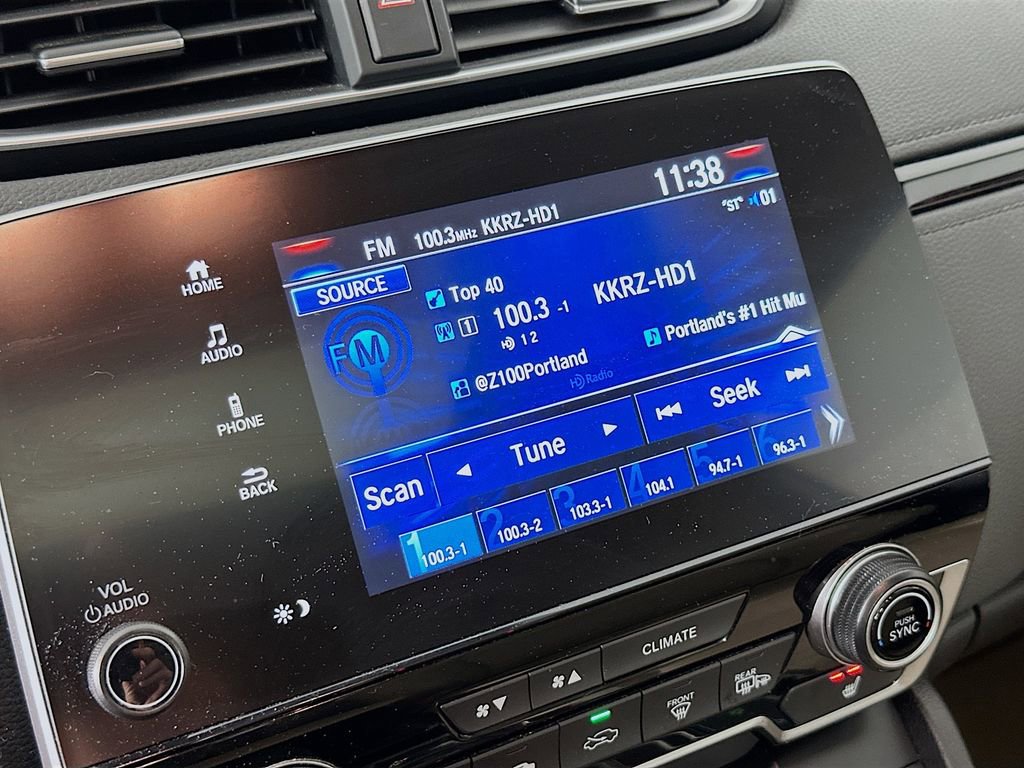 11:38
FM 100.3MHz KKRZ-HD1
"ST" 01
SOURCE
Top 40
KKRZ-HD1
1 100.3 -1
HD 1 2
FM
Portland's #1 Hit Mu
@Z100Portland
HD Radio
Seek
Tune
Scan
1 100.3-1
2 100.3-2
3 103.3-1
4 104.1
5 94.7-1
6 96.3-1
HOME
AUDIO
PHONE
BACK
VOL
AUDIO
CLIMATE
PUSH
SYNC
REAR
FRONT